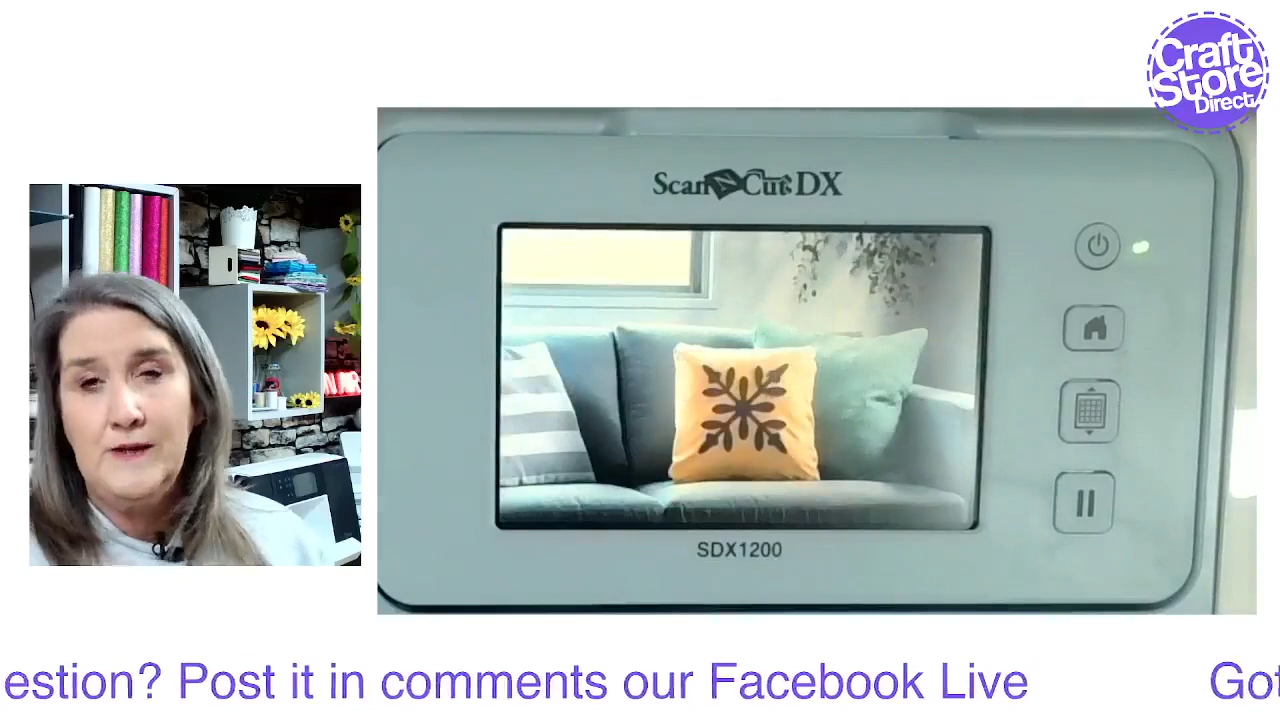 Craft
Store
Direct
ScanNCut DX
SDX1200
estion? Post it in comments our Facebook Live
Got